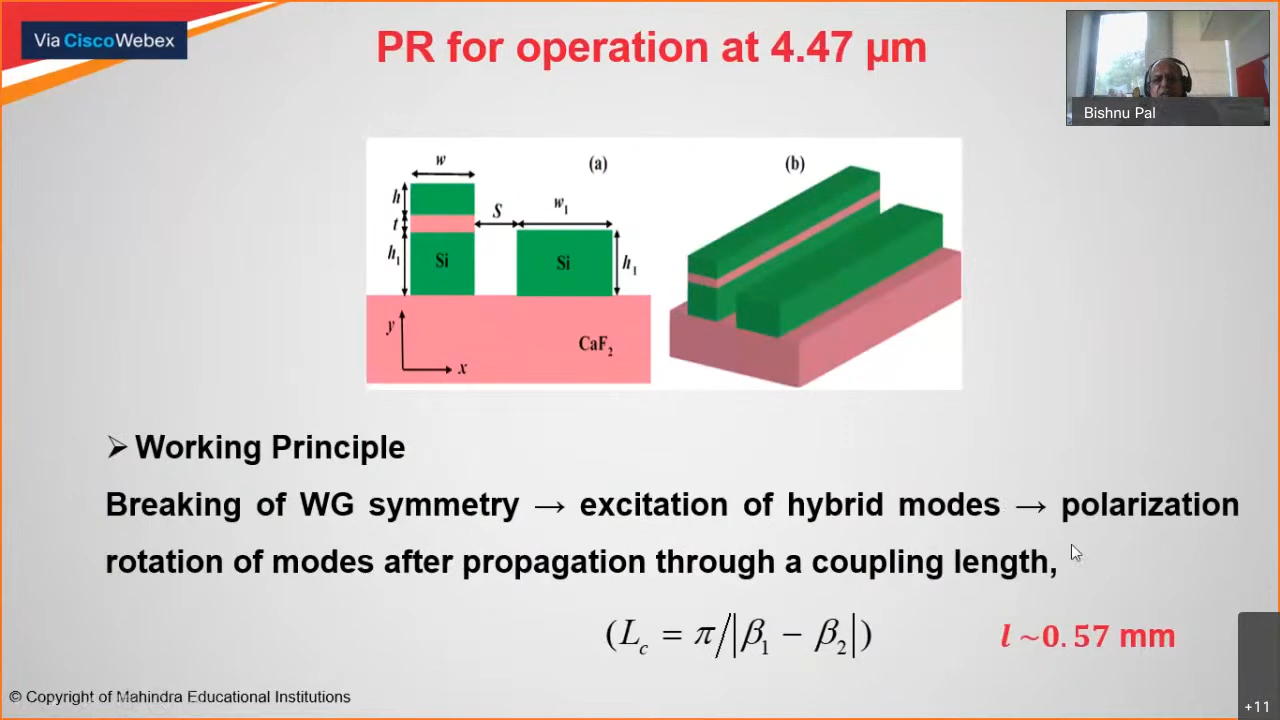 Via Cisco Webex
PR for operation at 4.47 µm
Bishnu Pal
w
(a)
(b)
h
t
h₁
S
w₁
h₁
Si
Si
y
x
CaF₂
➢ Working Principle
Breaking of WG symmetry → excitation of hybrid modes → polarization
rotation of modes after propagation through a coupling length,
(L_c = π/|β₁ − β₂|)
l ~0.57 mm
© Copyright of Mahindra Educational Institutions
+11